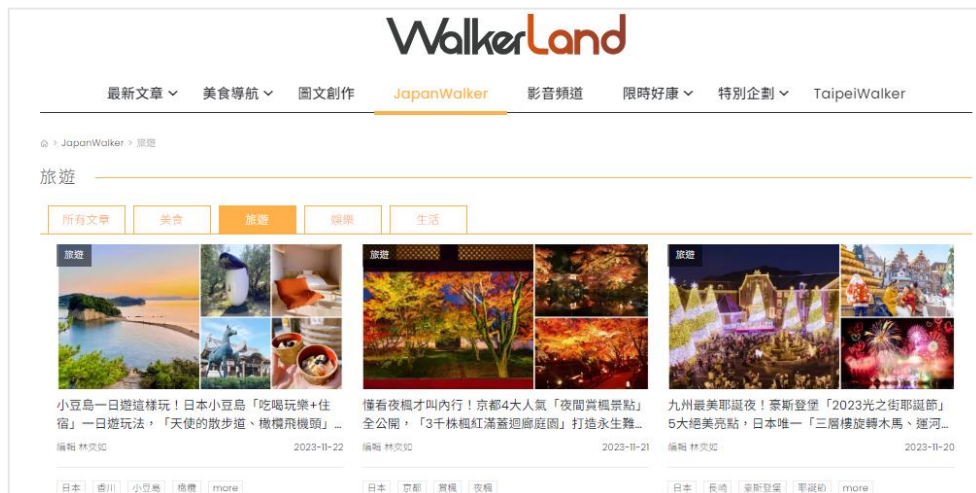 WalkerLand
最新文章 美食導航 圖文創作 JapanWalker 影音頻道 限時好康 特別企劃 TaipeiWalker
> JapanWalker > 旅遊
旅遊
所有文章 美食 旅遊 娛樂 生活
旅遊 旅遊 旅遊
小豆島一日遊這樣玩！日本小豆島「吃喝玩樂+住
宿」一日遊玩法，「天使的散步道、橄欖飛機頭」...
編輯 林奕如 2023-11-22
日本 香川 小豆島 橄欖 more
懂看夜楓才叫內行！京都4大人氣「夜間賞楓景點」
全公開，「3千株楓紅滿蓋迴廊庭園」打造永生難...
編輯 林奕如 2023-11-21
日本 京都 賞楓 夜楓
九州最美耶誕夜！豪斯登堡「2023光之街耶誕節」
5大絕美亮點，日本唯一「三層樓旋轉木馬、運河...
編輯 林奕如 2023-11-20
日本 長崎 豪斯登堡 耶誕節 more